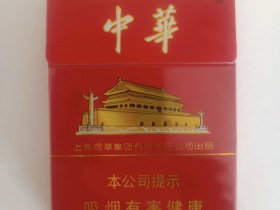 中華
上海烟草集团有限责任公司出品
本公司提示
吸烟有害健康